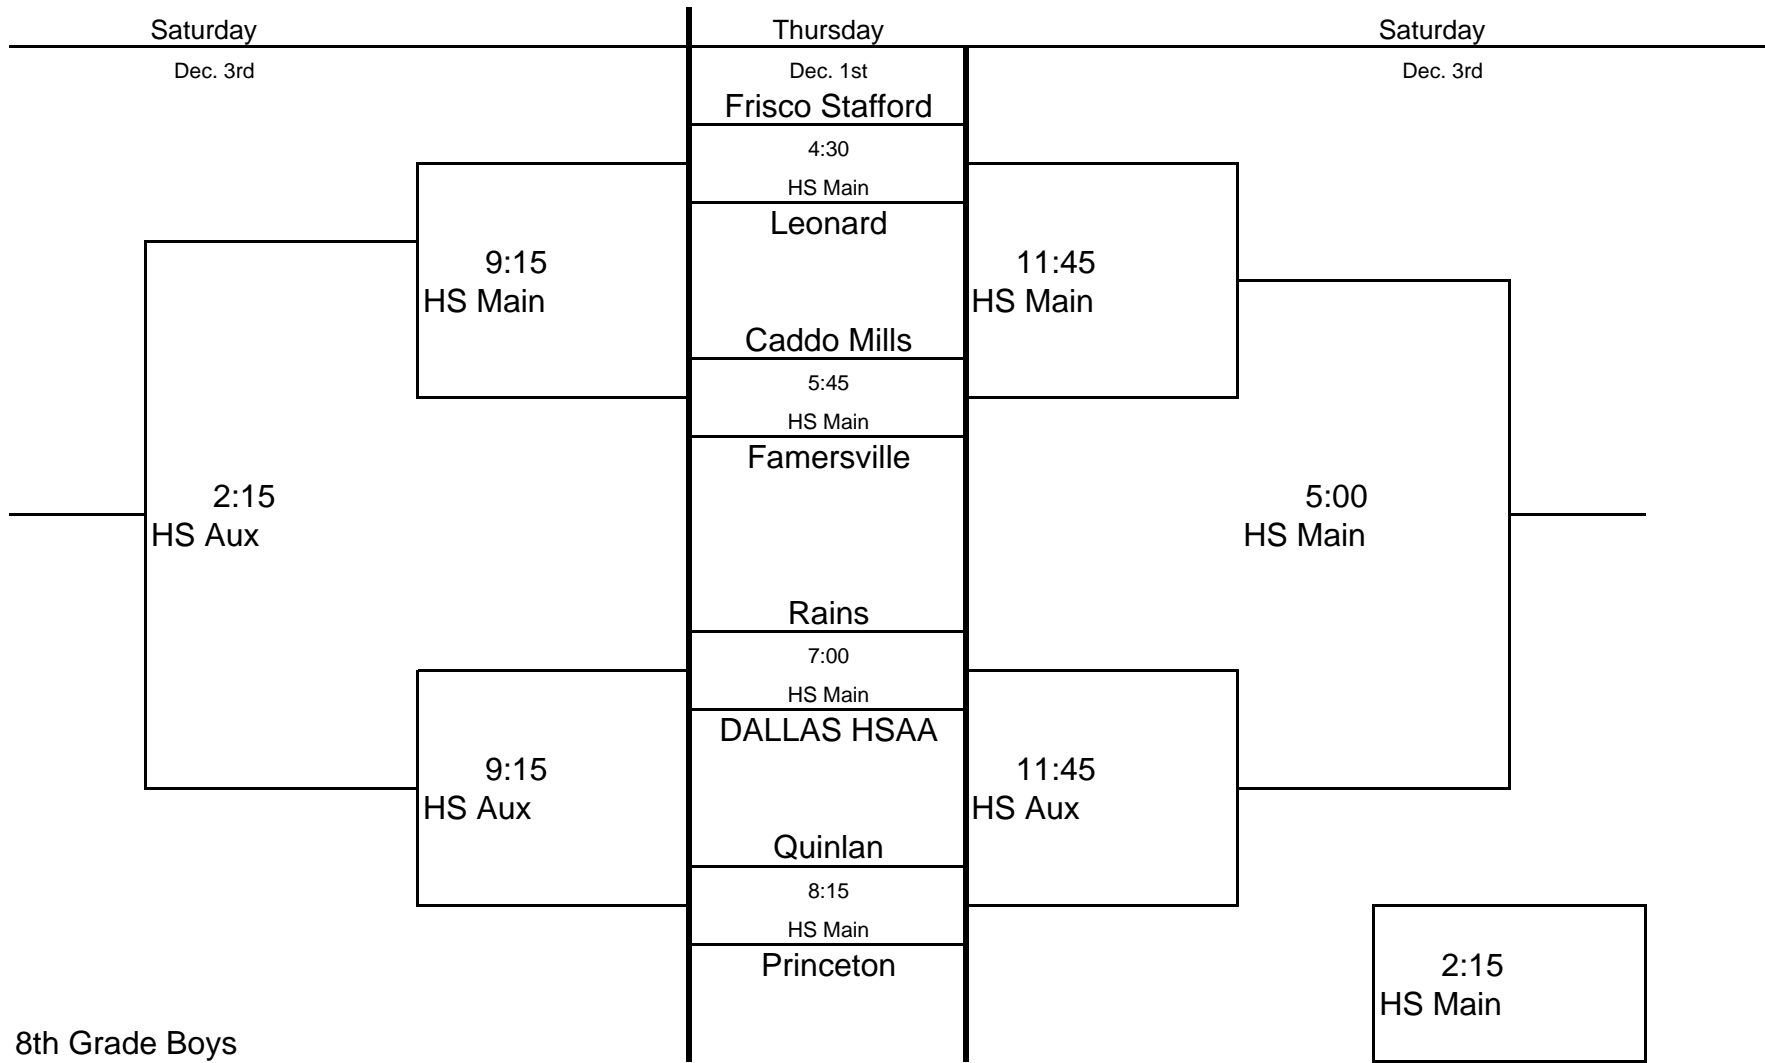 Saturday
Thursday
Saturday
Dec. 3rd
Dec. 1st
Dec. 3rd
Frisco Stafford
4:30
HS Main
Leonard
9:15
HS Main
11:45
HS Main
Caddo Mills
5:45
HS Main
Famersville
2:15
HS Aux
5:00
HS Main
Rains
7:00
HS Main
DALLAS HSAA
9:15
HS Aux
11:45
HS Aux
Quinlan
8:15
HS Main
Princeton
2:15
HS Main
8th Grade Boys